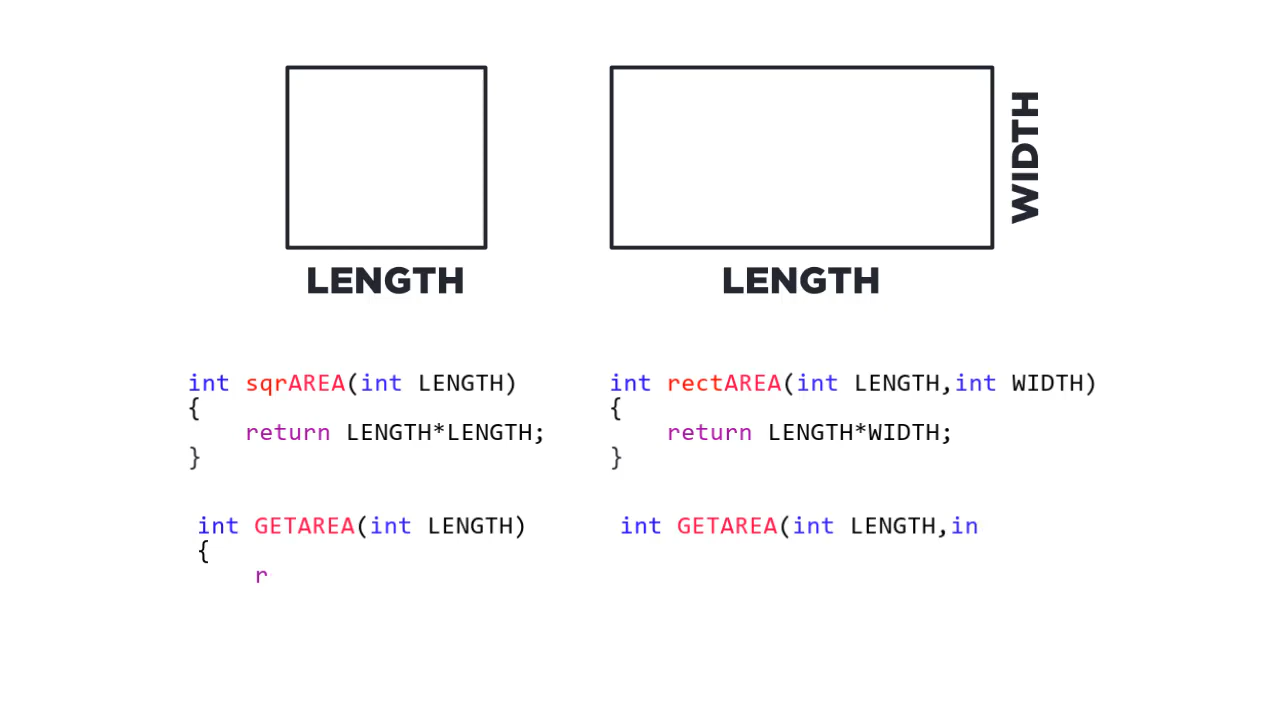 WIDTH
LENGTH
LENGTH
int sqrAREA(int LENGTH)
{
    return LENGTH*LENGTH;
}
int rectAREA(int LENGTH,int WIDTH)
{
    return LENGTH*WIDTH;
}
int GETAREA(int LENGTH)
{
    r
int GETAREA(int LENGTH,in